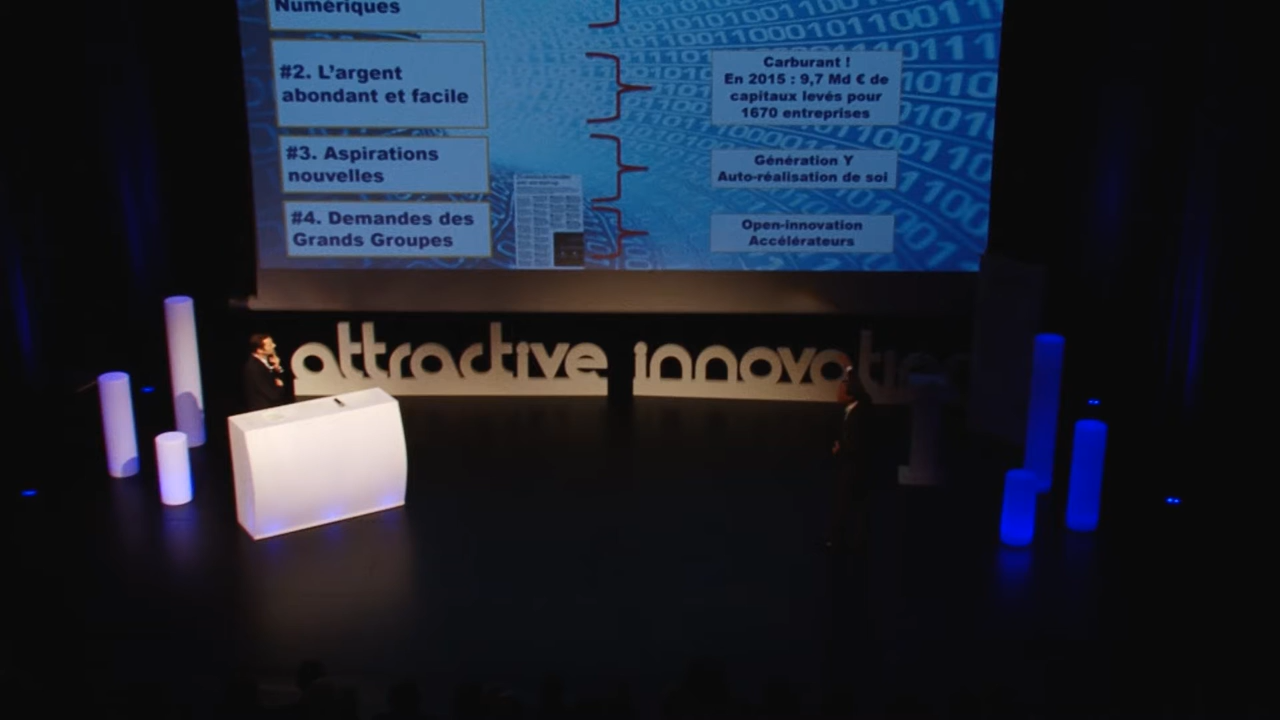 Numériques
#2. L'argent
abondant et facile
#3. Aspirations
nouvelles
#4. Demandes des
Grands Groupes
Carburant !
En 2015 : 9,7 Md € de
capitaux levés pour
1670 entreprises
Génération Y
Auto-réalisation de soi
Open-innovation
Accélérateurs
attractive innovation